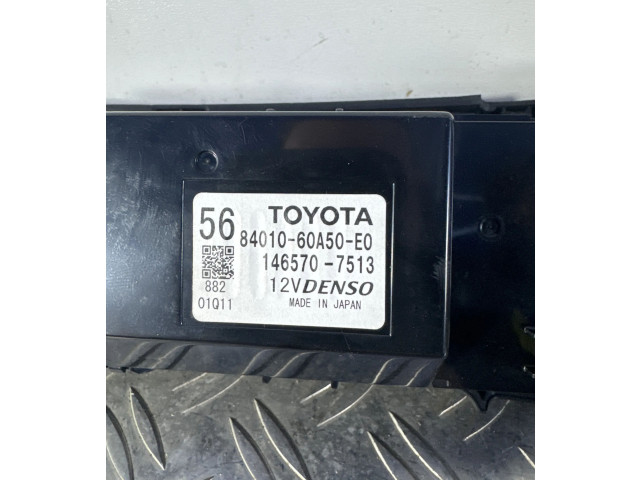 56 TOYOTA
84010-60A50-E0
146570-7513
882 12V DENSO
01Q11 MADE IN JAPAN